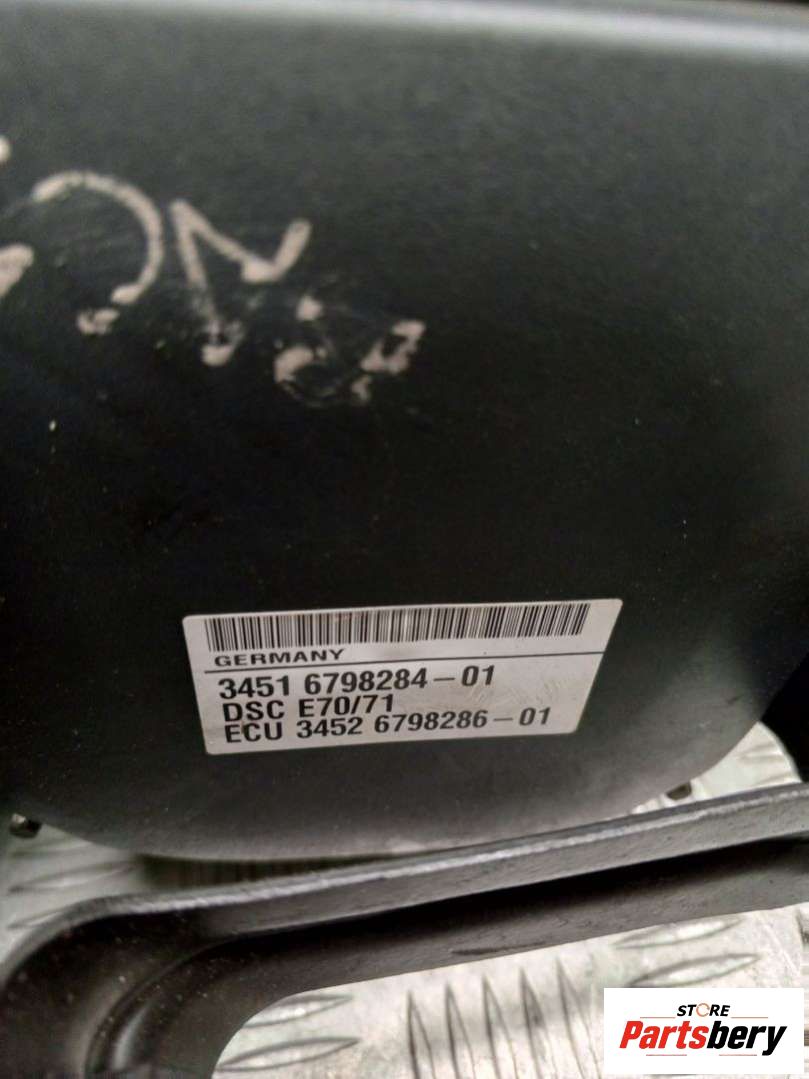 GERMANY
3451 6798284-01
DSC E70/71
ECU 3452 6798286-01
STORE
Partsbery